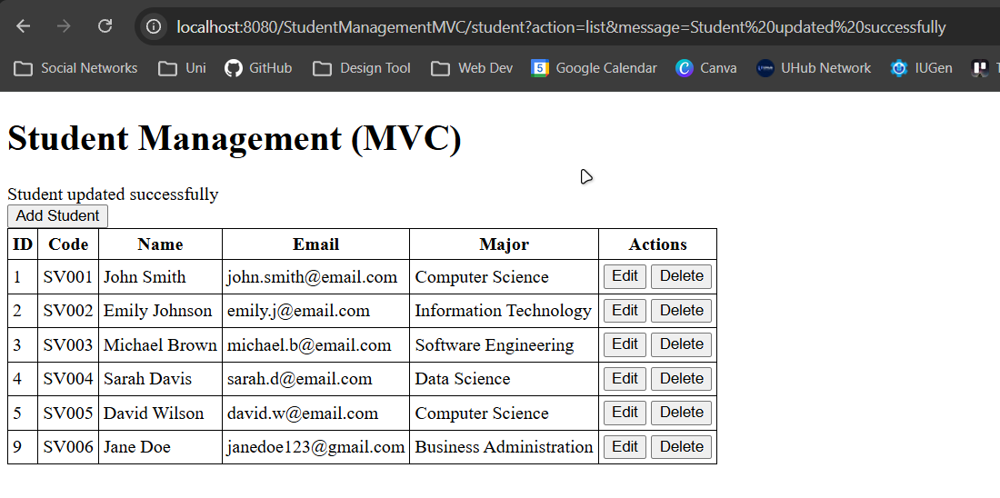 localhost:8080/StudentManagementMVC/student?action=list&message=Student%20updated%20successfully
Social Networks Uni GitHub Design Tool Web Dev 5 Google Calendar Canva UHub Network IUGen
Student Management (MVC)
Student updated successfully
Add Student
ID Code Name Email Major Actions
1 SV001 John Smith john.smith@email.com Computer Science Edit Delete
2 SV002 Emily Johnson emily.j@email.com Information Technology Edit Delete
3 SV003 Michael Brown michael.b@email.com Software Engineering Edit Delete
4 SV004 Sarah Davis sarah.d@email.com Data Science Edit Delete
5 SV005 David Wilson david.w@email.com Computer Science Edit Delete
9 SV006 Jane Doe janedoe123@gmail.com Business Administration Edit Delete